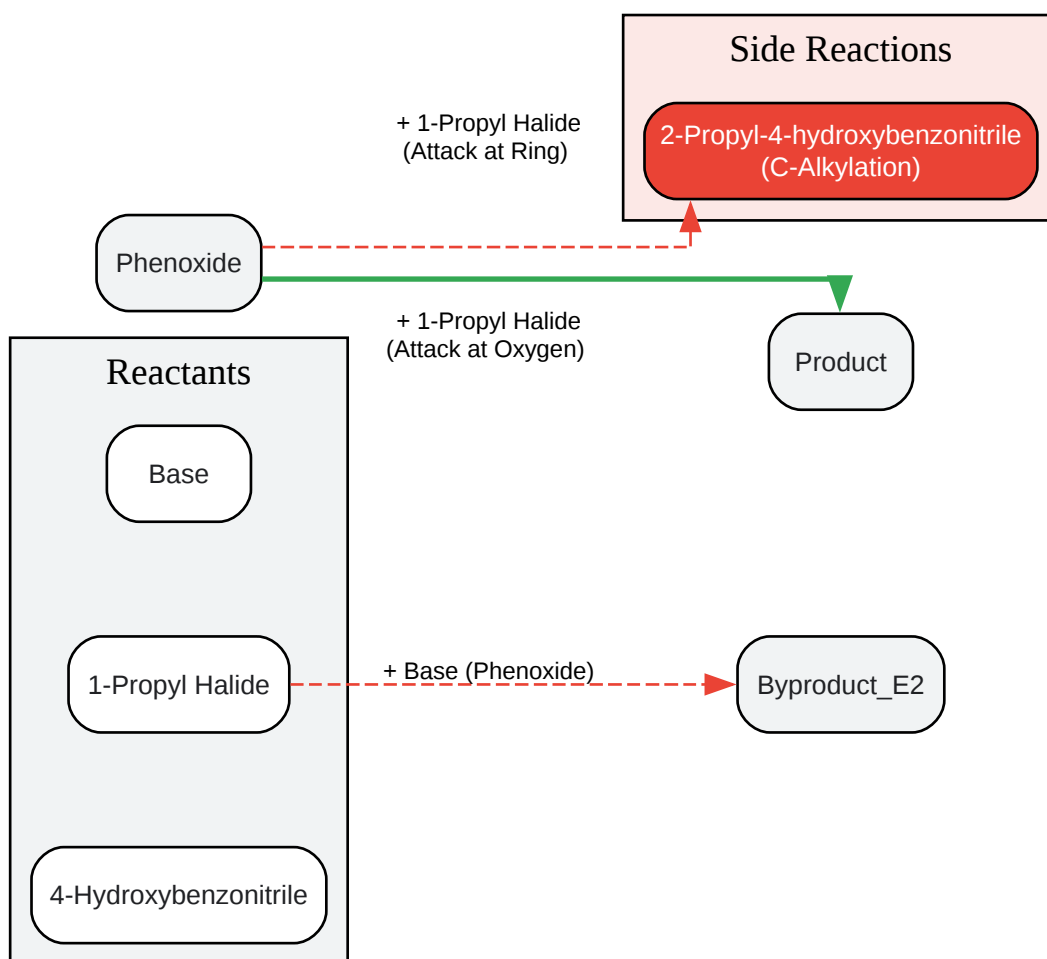 Side Reactions
2-Propyl-4-hydroxybenzonitrile
(C-Alkylation)
+ 1-Propyl Halide
(Attack at Ring)
Phenoxide
+ 1-Propyl Halide
(Attack at Oxygen)
Product
Reactants
Base
1-Propyl Halide
+ Base (Phenoxide)
Byproduct_E2
4-Hydroxybenzonitrile